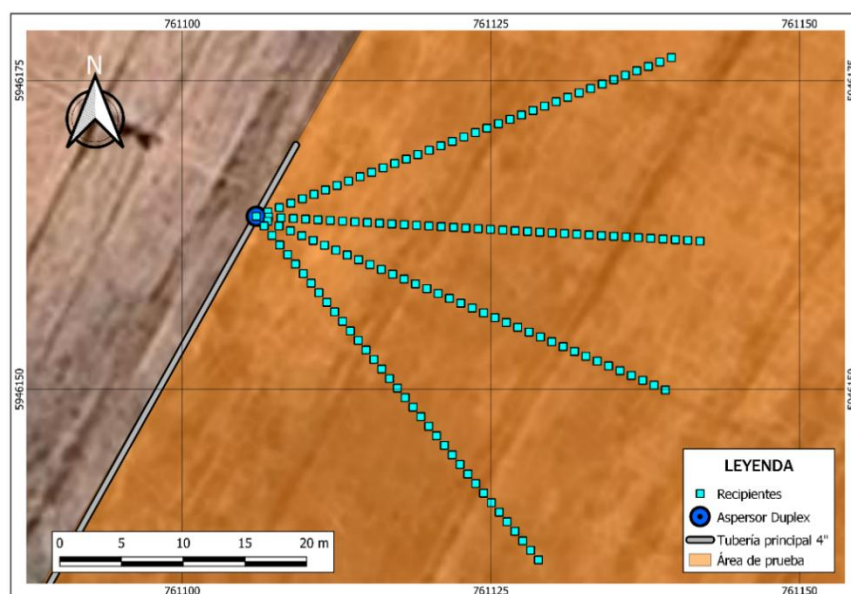 761100 761125 761150
N
5946175 5946175
5946150 5946150
LEYENDA
Recipientes
Aspersor Duplex
Tubería principal 4"
Área de prueba
0 5 10 15 20 m
761100 761125 761150